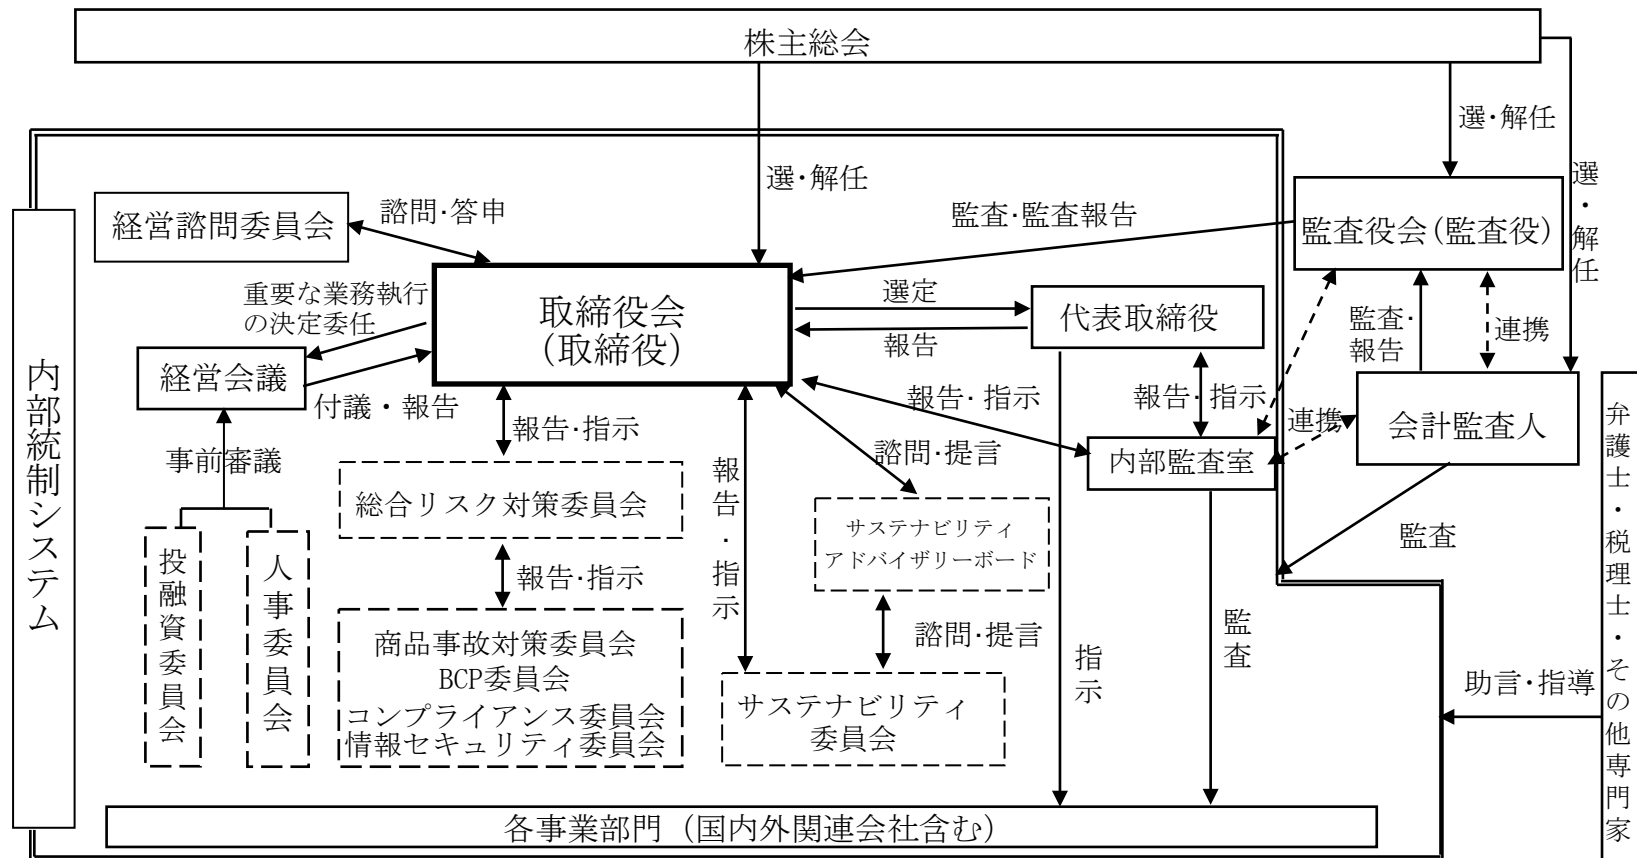 株主総会
選・解任
選・解任
選・解任
内部統制システム
経営諮問委員会
諮問・答申
監査・監査報告
監査役会(監査役)
重要な業務執行
の決定委任
取締役会
(取締役)
選定
報告
代表取締役
監査・
報告
連携
経営会議
付議・報告
報告・指示
報告・指示
報告・指示
連携
会計監査人
事前審議
諮問・提言
内部監査室
報告・指示
総合リスク対策委員会
サステナビリティ
アドバイザリーボード
監査
弁護士・税理士・その他専門家
投融資委員会
人事委員会
報告・指示
商品事故対策委員会
BCP委員会
コンプライアンス委員会
情報セキュリティ委員会
諮問・提言
サステナビリティ
委員会
指示
監査
助言・指導
各事業部門(国内外関連会社含む)